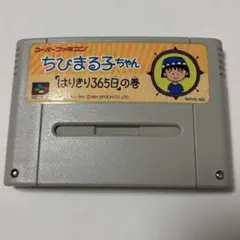 スーパーファミコン
ちびまる子ちゃん
「はりきり365日」の巻